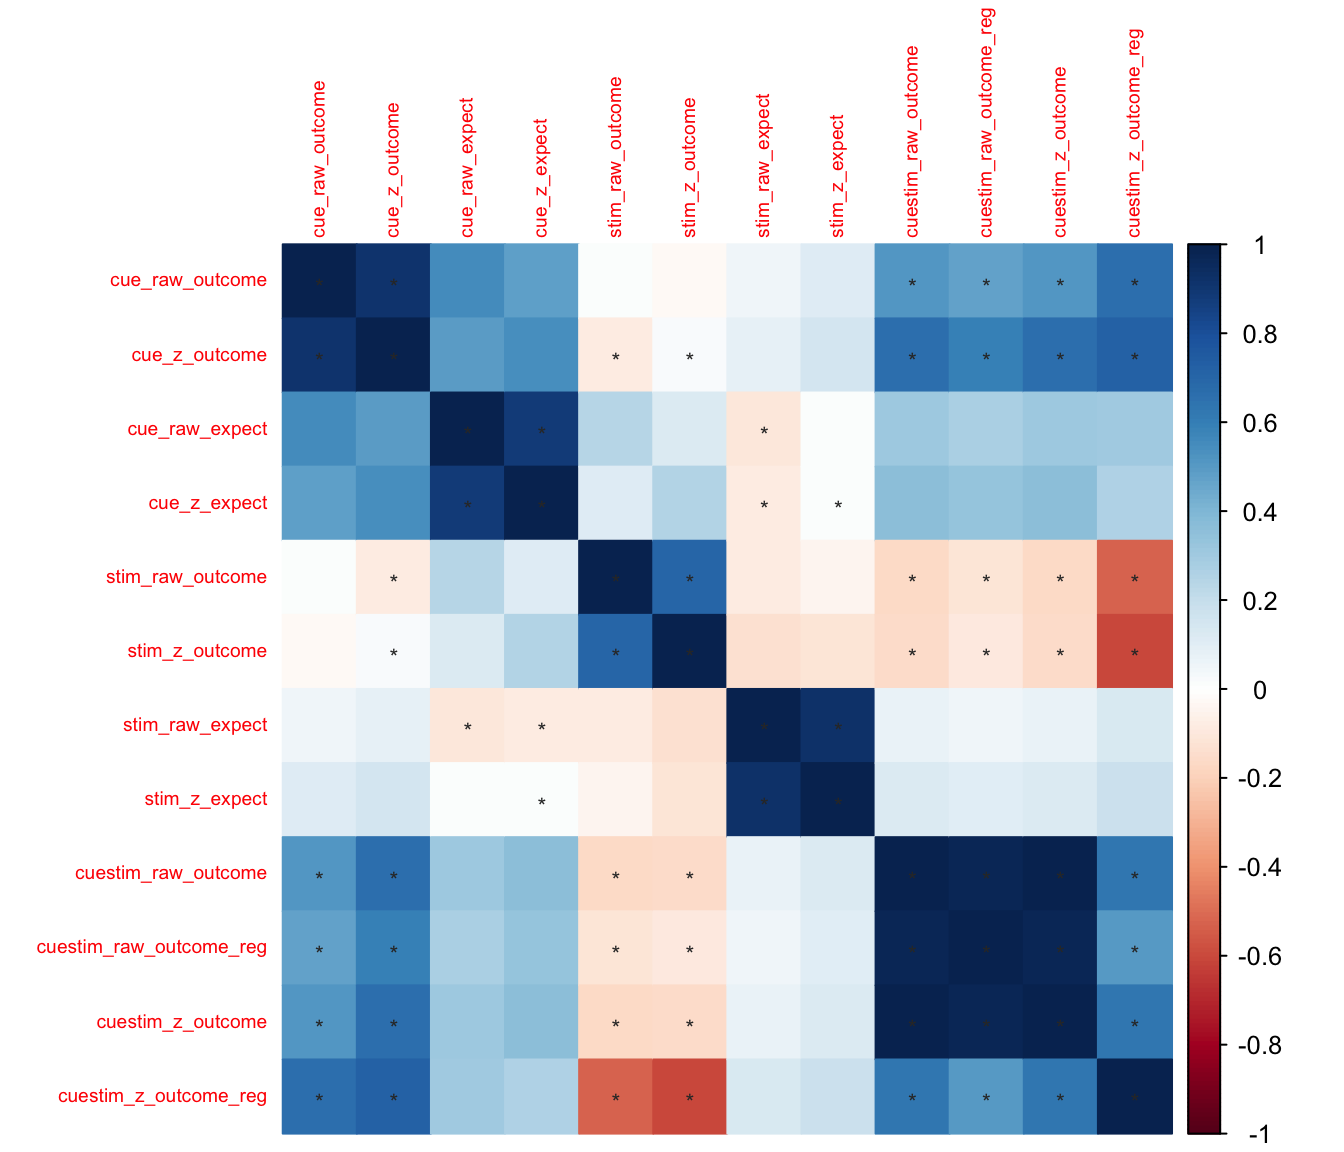 cue_raw_outcome
cue_z_outcome
cue_raw_expect
cue_z_expect
stim_raw_outcome
stim_z_outcome
stim_raw_expect
stim_z_expect
cuestim_raw_outcome
cuestim_raw_outcome_reg
cuestim_z_outcome
cuestim_z_outcome_reg
cue_raw_outcome * * * * * *
cue_z_outcome * * * * * * * *
cue_raw_expect * * *
cue_z_expect * * * *
stim_raw_outcome * * * * * * *
stim_z_outcome * * * * * * *
stim_raw_expect * * * *
stim_z_expect * * *
cuestim_raw_outcome * * * * * * * *
cuestim_raw_outcome_reg * * * * * * * *
cuestim_z_outcome * * * * * * * *
cuestim_z_outcome_reg * * * * * * * *
1
0.8
0.6
0.4
0.2
0
-0.2
-0.4
-0.6
-0.8
-1